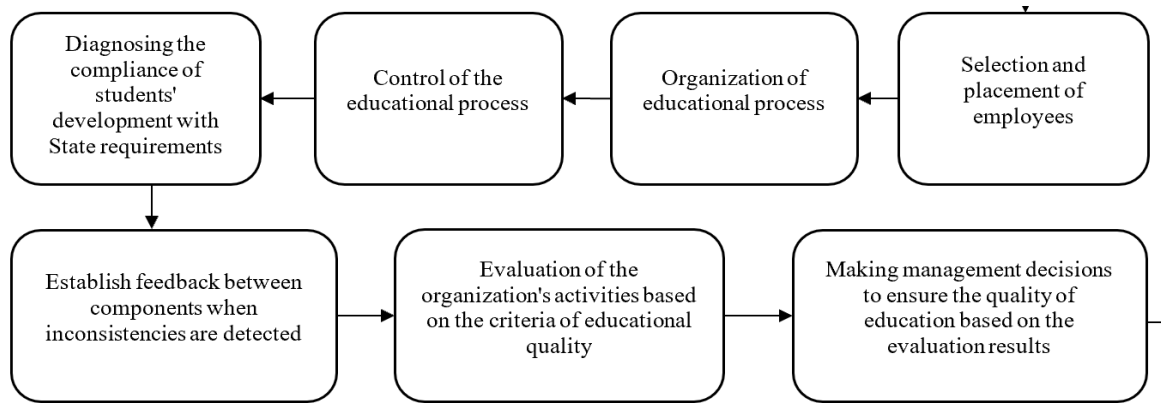 Diagnosing the
compliance of
students'
development with
State requirements
Control of the
educational process
Organization of
educational process
Selection and
placement of
employees
Establish feedback between
components when
inconsistencies are detected
Evaluation of the
organization's activities based
on the criteria of educational
quality
Making management decisions
to ensure the quality of
education based on the
evaluation results